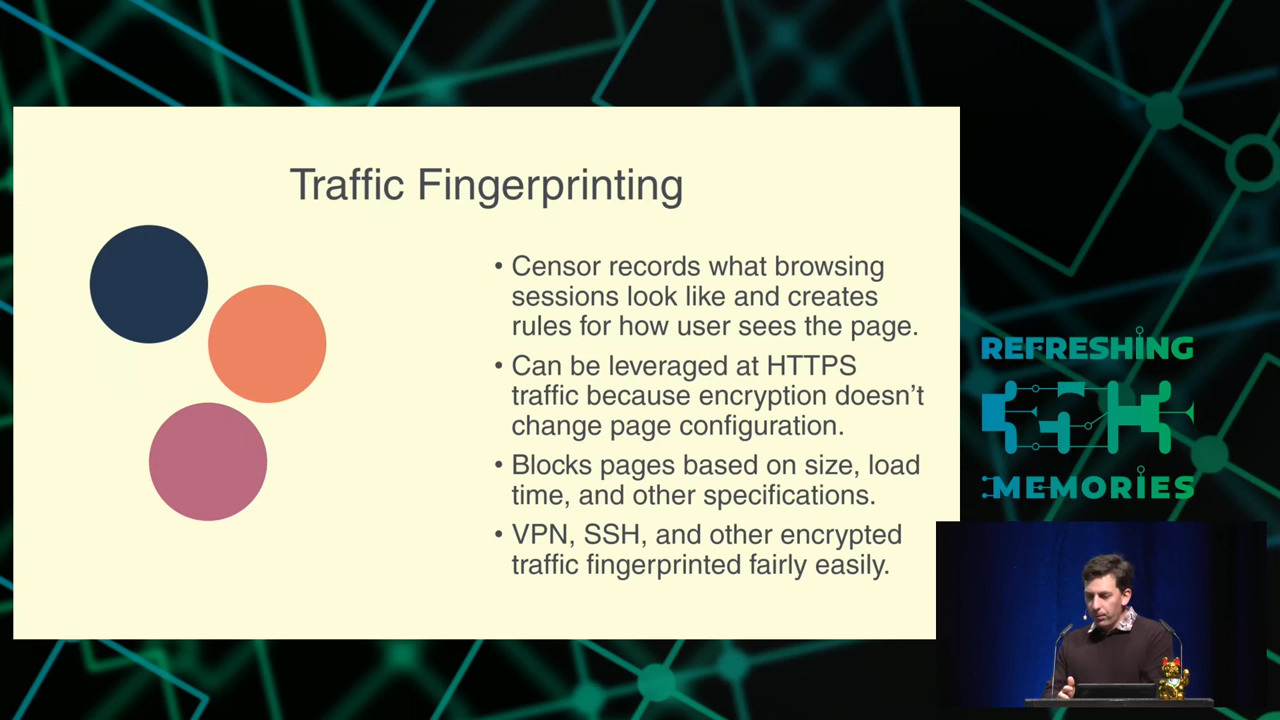 Traffic Fingerprinting
• Censor records what browsing
sessions look like and creates
rules for how user sees the page.
• Can be leveraged at HTTPS
traffic because encryption doesn’t
change page configuration.
• Blocks pages based on size, load
time, and other specifications.
• VPN, SSH, and other encrypted
traffic fingerprinted fairly easily.
REFRESHING
MEMORIES